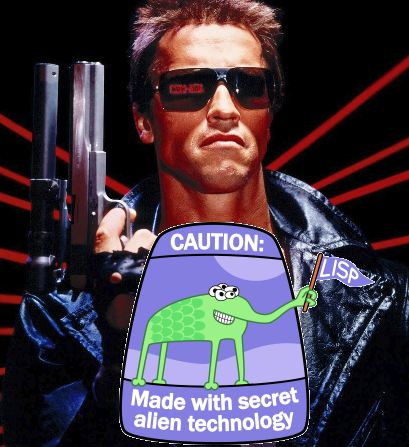 CAUTION:
LISP
Made with secret
alien technology